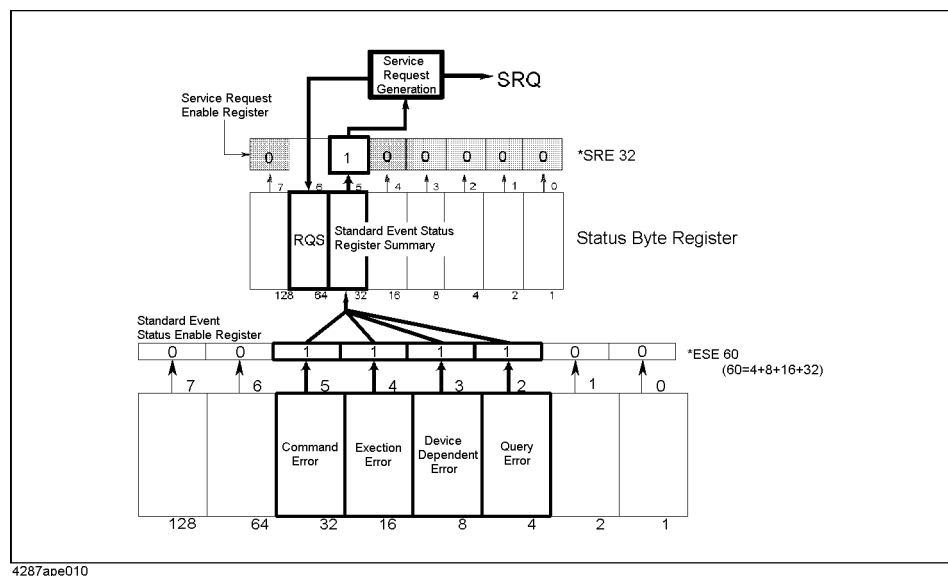 Service
Request
Generation
SRQ
Service Request
Enable Register
0 1 0 0 0 0 0
*SRE 32
7 6 5 4 3 2 1 0
RQS
Standard Event Status
Register Summary
Status Byte Register
128 64 32 16 8 4 2 1
Standard Event
Status Enable Register
0 0 1 1 1 1 0 0
*ESE 60
(60=4+8+16+32)
7 6 5 4 3 2 1 0
Command
Error
Exection
Error
Device
Dependent
Error
Query
Error
128 64 32 16 8 4 2 1
4287ape010